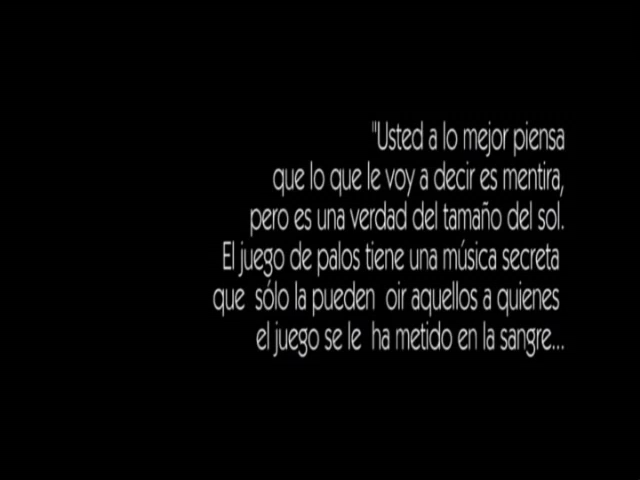 "Usted a lo mejor piensa
que lo que le voy a decir es mentira,
pero es una verdad del tamaño del sol.
El juego de palos tiene una música secreta
que sólo la pueden oir aquellos a quienes
el juego se le ha metido en la sangre...